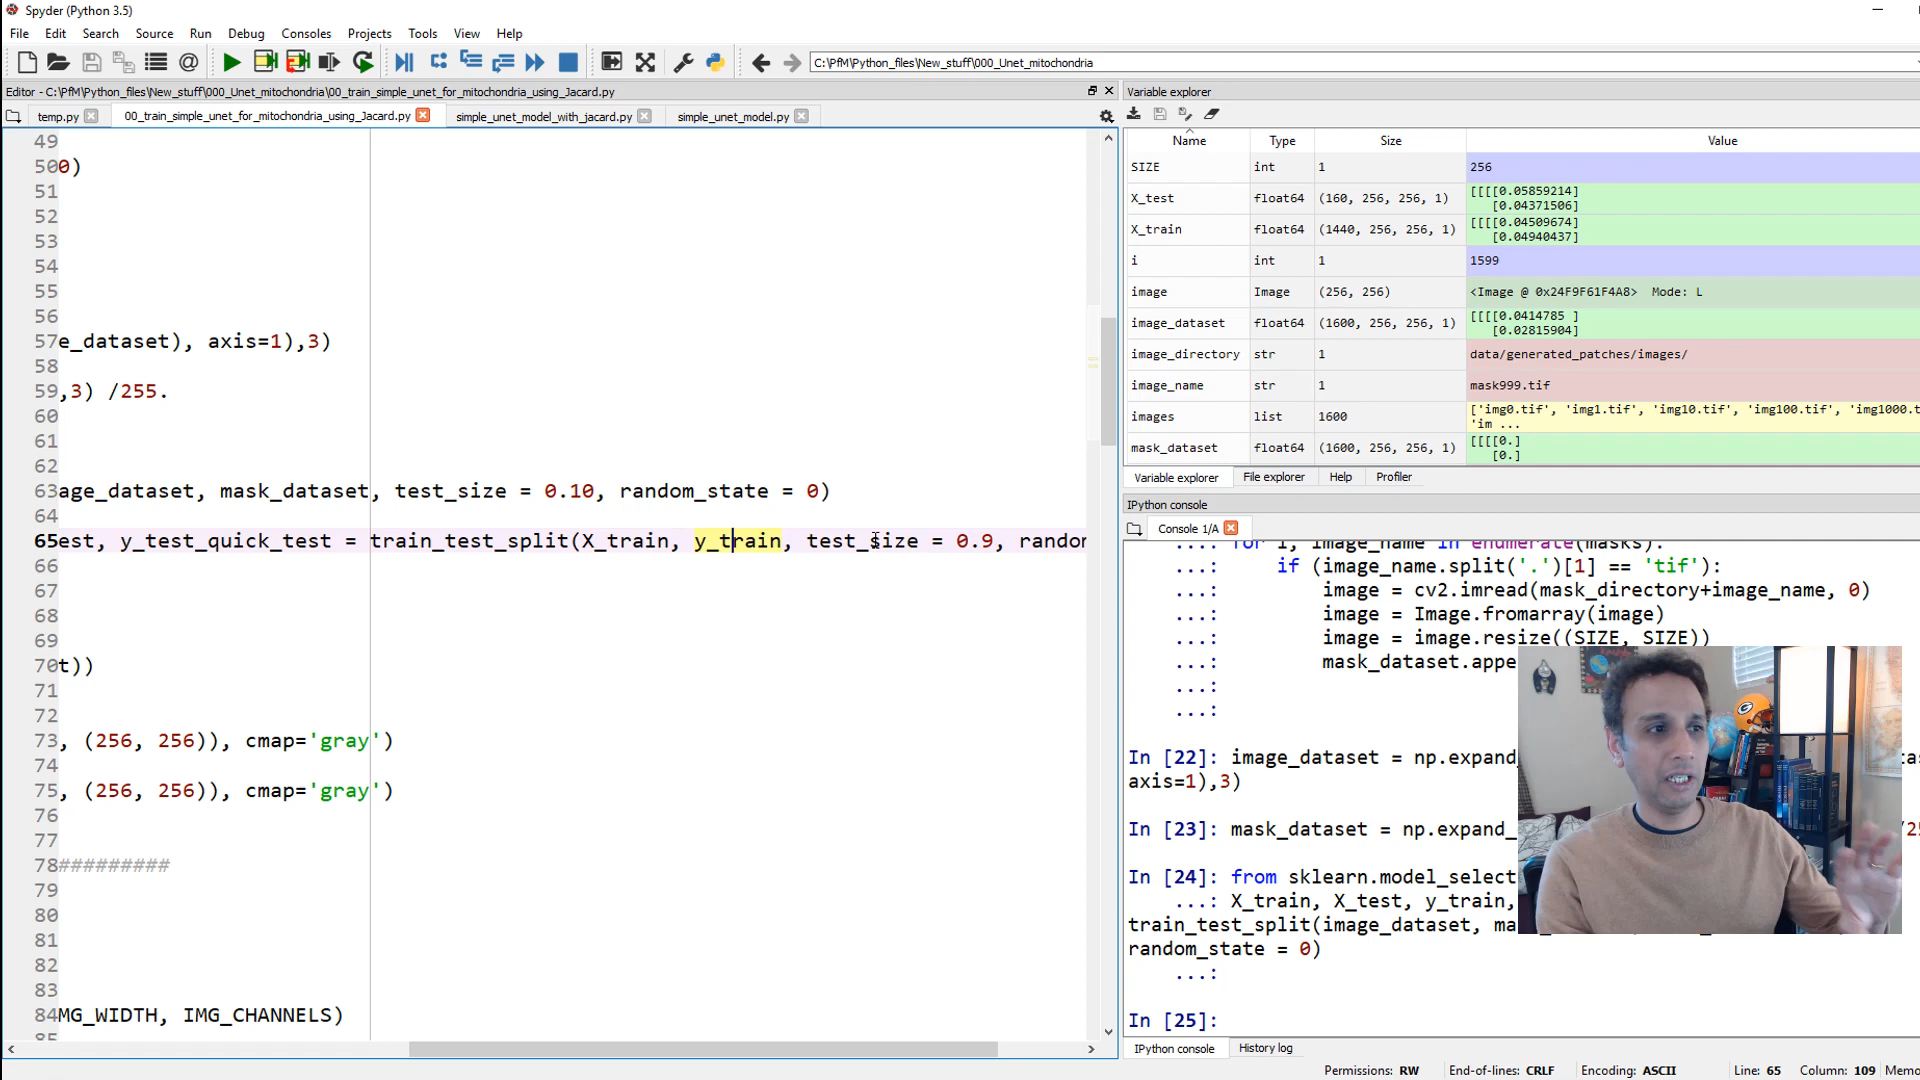 Spyder (Python 3.5)
File Edit Search Source Run Debug Consoles Projects Tools View Help
C:\PfM\Python_files\New_stuff\000_Unet_mitochondria
Editor - C:\PfM\Python_files\New_stuff\000_Unet_mitochondria\00_train_simple_unet_for_mitochondria_using_Jacard.py
temp.py 00_train_simple_unet_for_mitochondria_using_Jacard.py simple_unet_model_with_jacard.py simple_unet_model.py
49
50 0)
51
52
53
54
55
56
57 e_dataset), axis=1),3)
58
59 ,3) /255.
60
61
62
63 age_dataset, mask_dataset, test_size = 0.10, random_state = 0)
64
65 est, y_test_quick_test = train_test_split(X_train, y_train, test_size = 0.9, randor
66
67
68
69
70 t))
71
72
73 , (256, 256)), cmap='gray')
74
75 , (256, 256)), cmap='gray')
76
77
78 #########
79
80
81
82
83
84 MG_WIDTH, IMG_CHANNELS)
85
Variable explorer
Name Type Size Value
SIZE int 1 256
X_test float64 (160, 256, 256, 1) [[[[0.05859214]
[0.04371506]
X_train float64 (1440, 256, 256, 1) [[[[0.04509674]
[0.04940437]
i int 1 1599
image Image (256, 256) <Image @ 0x24F9F61F4A8> Mode: L
image_dataset float64 (1600, 256, 256, 1) [[[[0.0414785 ]
[0.02815904]
image_directory str 1 data/generated_patches/images/
image_name str 1 mask999.tif
images list 1600 ['img0.tif', 'img1.tif', 'img10.tif', 'img100.tif', 'img1000.t
'im ...
mask_dataset float64 (1600, 256, 256, 1) [[[[0.]
[0.]
Variable explorer File explorer Help Profiler
IPython console
Console 1/A
...: for i, image_name in enumerate(masks):
...: if (image_name.split('.')[1] == 'tif'):
...: image = cv2.imread(mask_directory+image_name, 0)
...: image = Image.fromarray(image)
...: image = image.resize((SIZE, SIZE))
...: mask_dataset.appe
...:
...:
In [22]: image_dataset = np.expand_
axis=1),3)
In [23]: mask_dataset = np.expand_
In [24]: from sklearn.model_select
...: X_train, X_test, y_train,
train_test_split(image_dataset, ma
random_state = 0)
...:
In [25]:
IPython console History log
Permissions: RW End-of-lines: CRLF Encoding: ASCII Line: 65 Column: 109 Memo